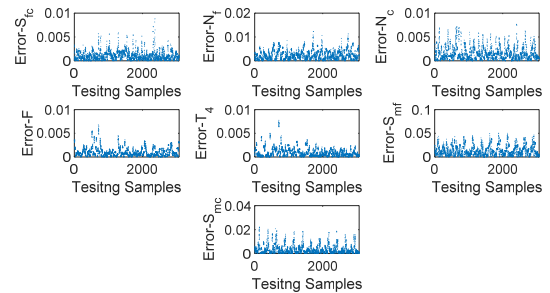 Error-S_fc
0.01
0.005
0
0
2000
Tesitng Samples
Error-N_f
0.02
0.01
0
0
2000
Tesitng Samples
Error-N_c
0.01
0.005
0
0
2000
Tesitng Samples
Error-F
0.01
0.005
0
0
2000
Tesitng Samples
Error-T_4
0.01
0.005
0
0
2000
Tesitng Samples
Error-S_mf
0.1
0.05
0
0
2000
Tesitng Samples
Error-S_mc
0.04
0.02
0
0
2000
Tesitng Samples